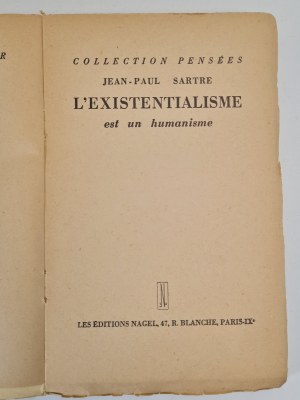 R
COLLECTION PENSÉES
JEAN-PAUL SARTRE
L'EXISTENTIALISME
est un humanisme
N
LES ÉDITIONS NAGEL, 47, R. BLANCHE, PARIS-IXe